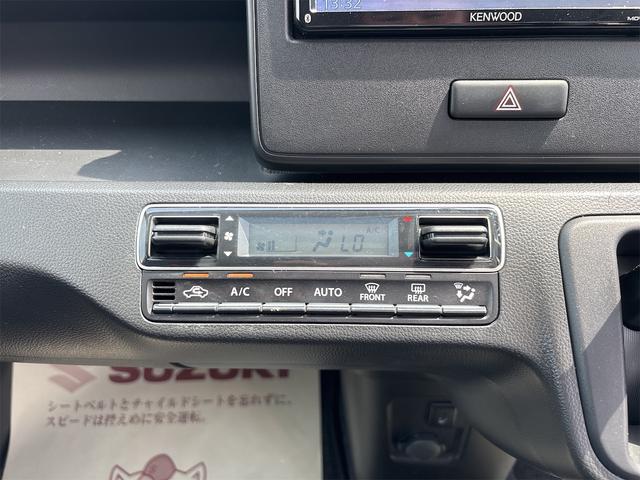 13:32
KENWOOD
A/C
LO
A/C OFF AUTO FRONT REAR
SUZUKI
シートベルトとチャイルドシートを忘れずに。
スピードは控えめに安全運転。